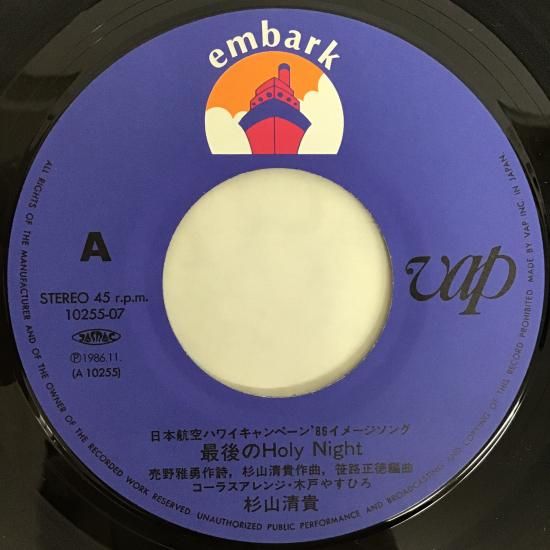 embark
A
vap
STEREO 45 r.p.m.
10255-07
JASRAC
Ⓟ1986.11.
(A 10255)
日本航空ハワイキャンペーン'86イメージソング
最後のHoly Night
売野雅勇作詩，杉山清貴作曲，笹路正徳編曲
コーラスアレンジ・木戸やすひろ
杉山清貴
ALL RIGHTS OF THE MANUFACTURER AND OF THE OWNER OF THE RECORDED WORK RESERVED. UNAUTHORIZED PUBLIC PERFORMANCE AND BROADCASTING AND COPYING OF THIS RECORD PROHIBITED. MADE BY VAP INC. IN JAPAN.